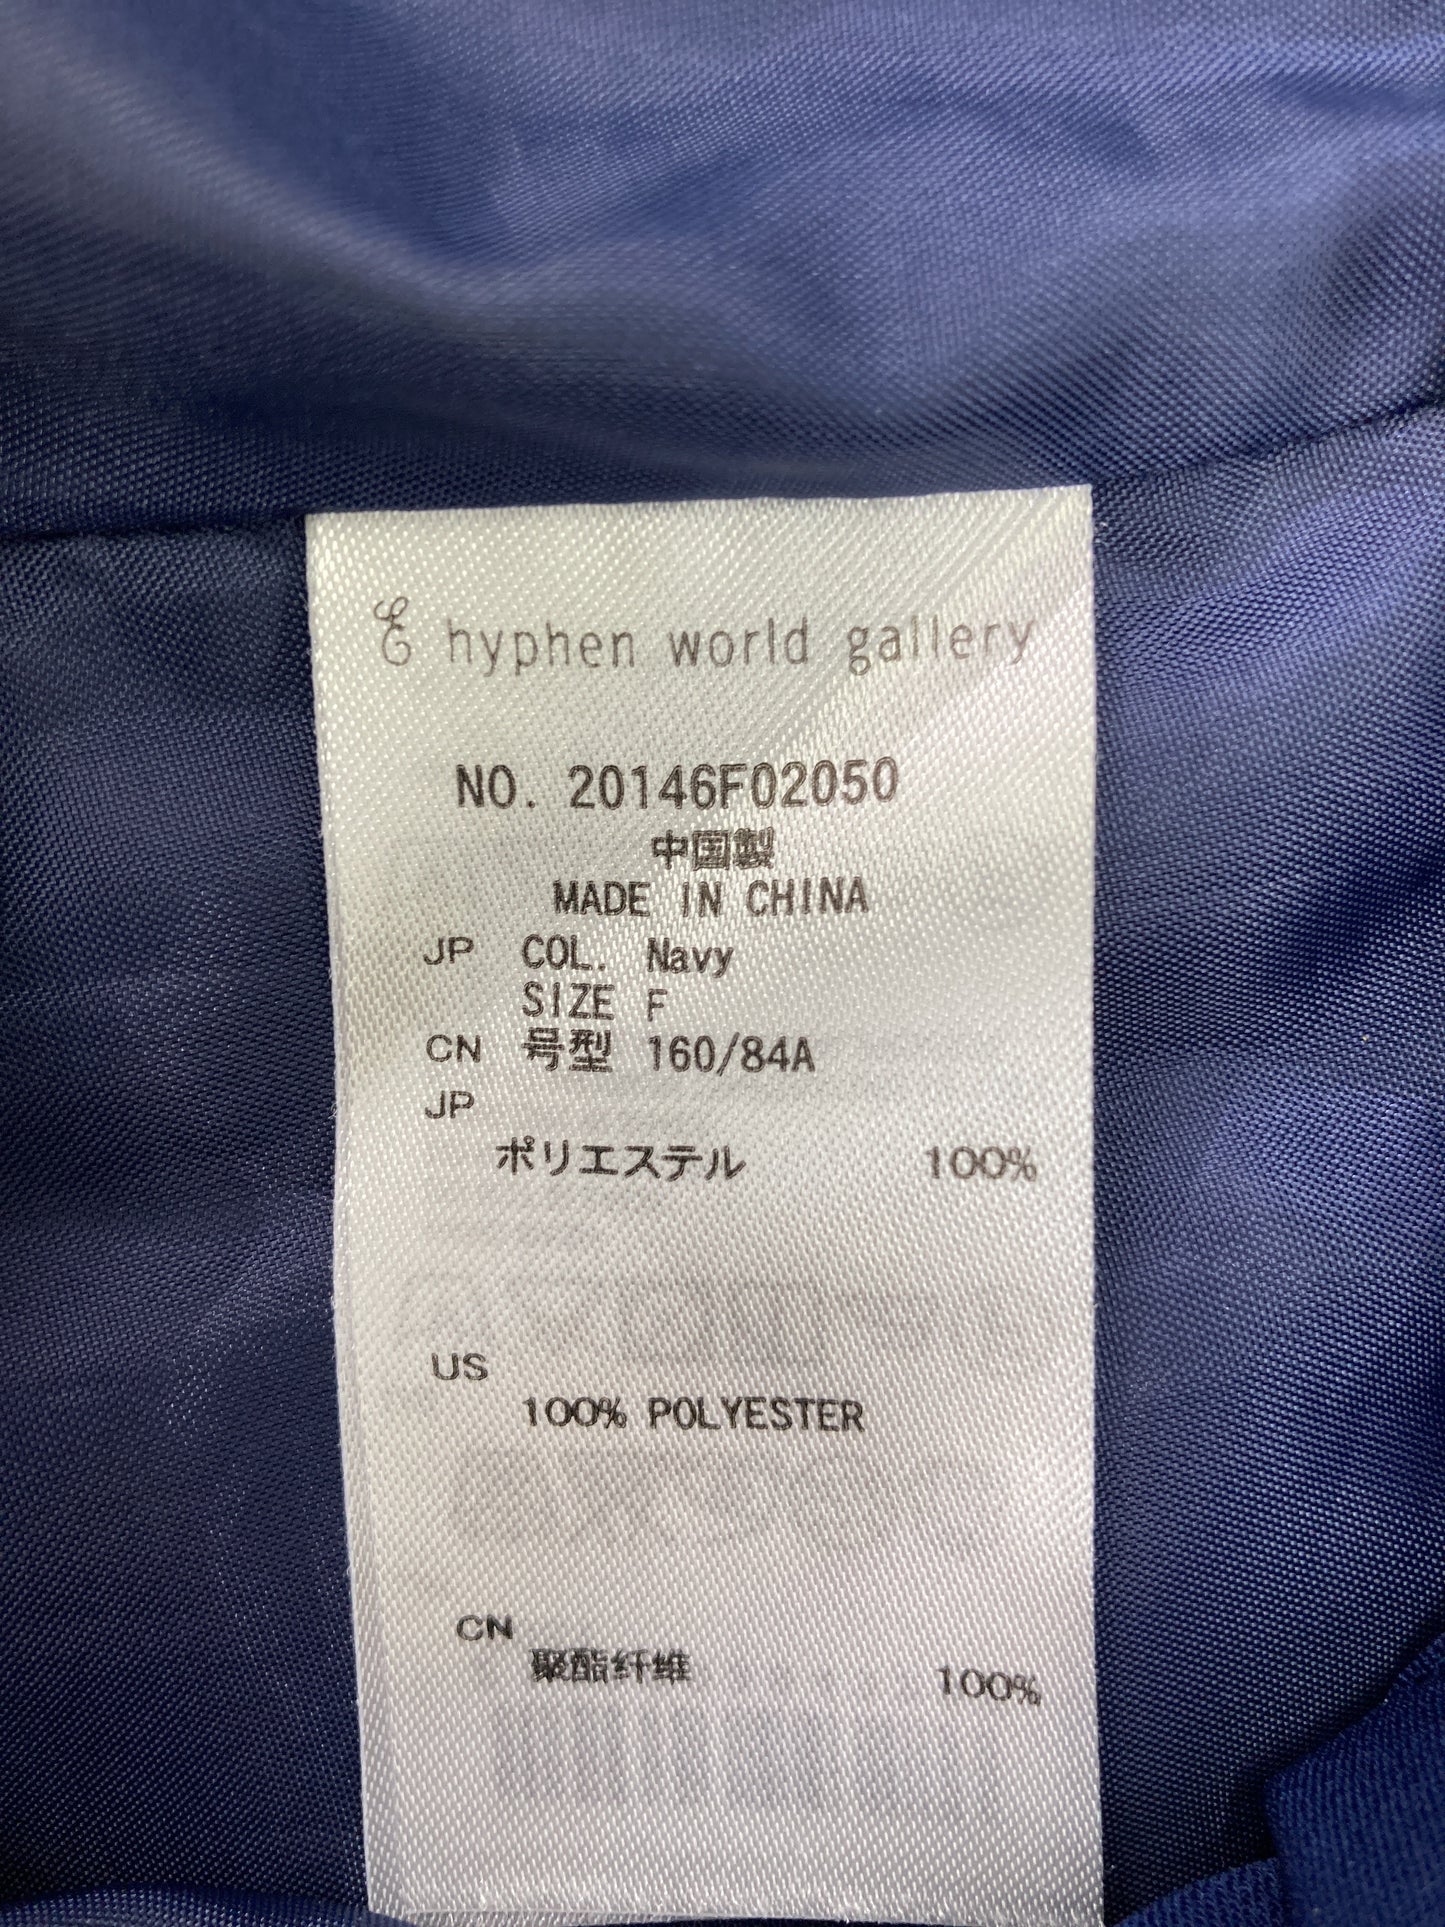 E hyphen world gallery
NO. 20146F02050
中国製
MADE IN CHINA
JP COL. Navy
SIZE F
CN 号型 160/84A
JP
ポリエステル 100%
US
100% POLYESTER
CN
聚酯纤维 100%